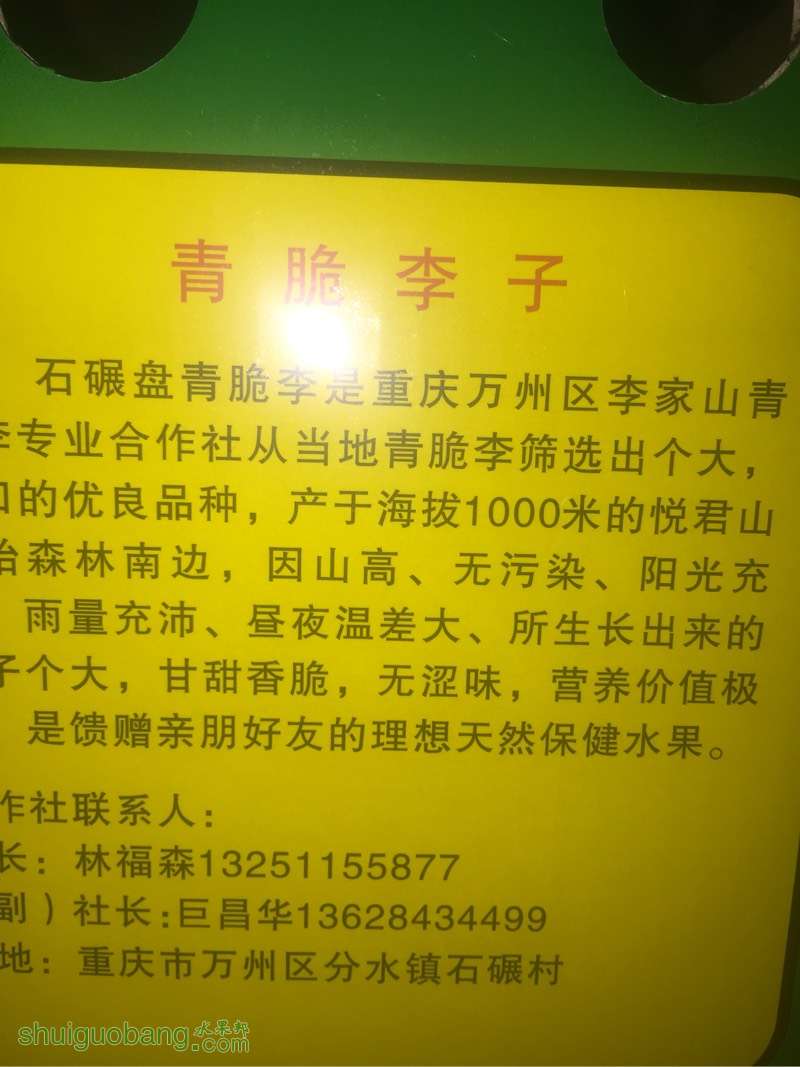 青脆李子
石碾盘青脆李是重庆万州区李家山青
李专业合作社从当地青脆李筛选出个大，
的优良品种，产于海拔1000米的悦君山
森林南边，因山高、无污染、阳光充
雨量充沛、昼夜温差大、所生长出来的
子个大，甘甜香脆，无涩味，营养价值极
是馈赠亲朋好友的理想天然保健水果。
作社联系人：
长：林福森13251155877
副）社长：巨昌华13628434499
地：重庆市万州区分水镇石碾村
shuiguobang.com
水果邦